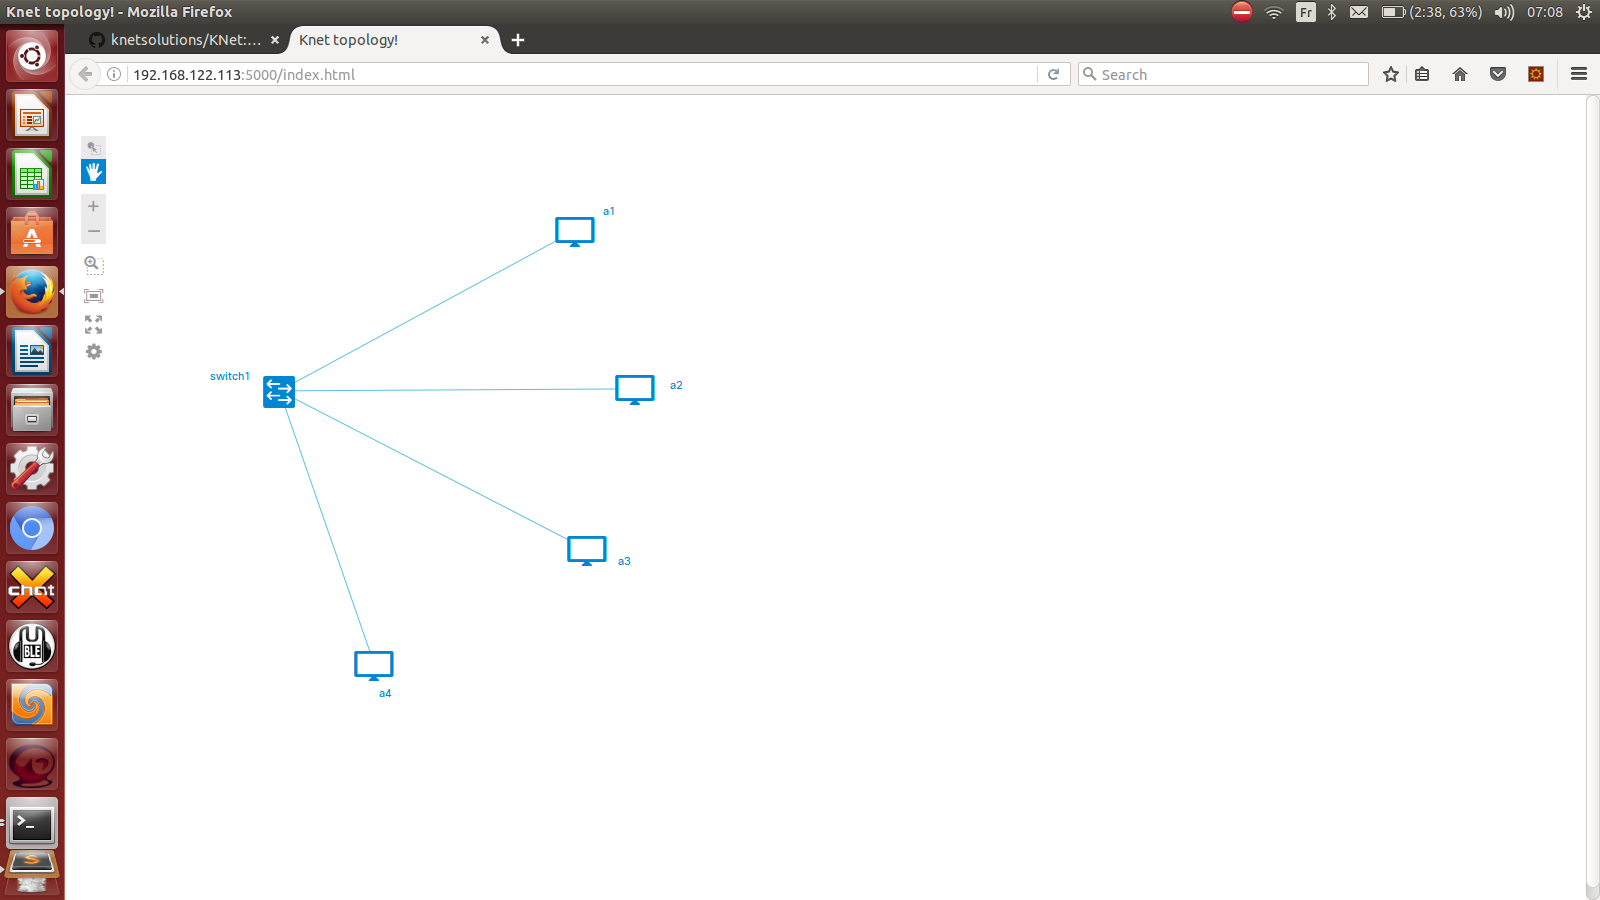 Knet topology! - Mozilla Firefox
Fr
(2:38, 63%)
07:08
knetsolutions/KNet:...
Knet topology!
192.168.122.113:5000/index.html
Search
a1
switch1
a2
a3
a4
chat
U
BLE